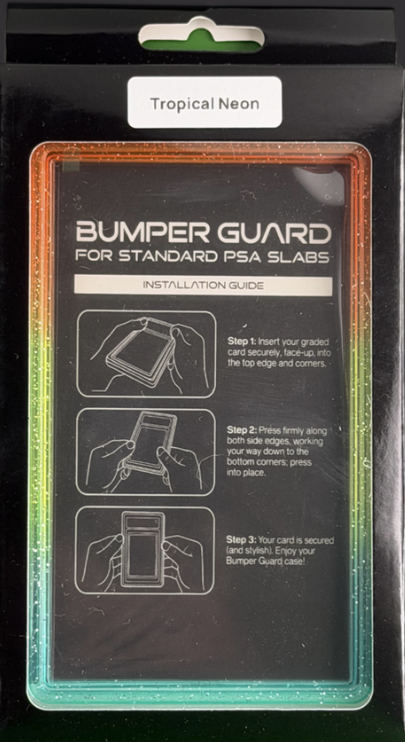 Tropical Neon
BUMPER GUARD
FOR STANDARD PSA SLABS
INSTALLATION GUIDE
Step 1: Insert your graded
card securely, face-up, into
the top edge and corners.
Step 2: Press firmly along
both side edges, working
your way down to the
bottom corners; press
into place.
Step 3: Your card is secured
(and stylish). Enjoy your
Bumper Guard case!